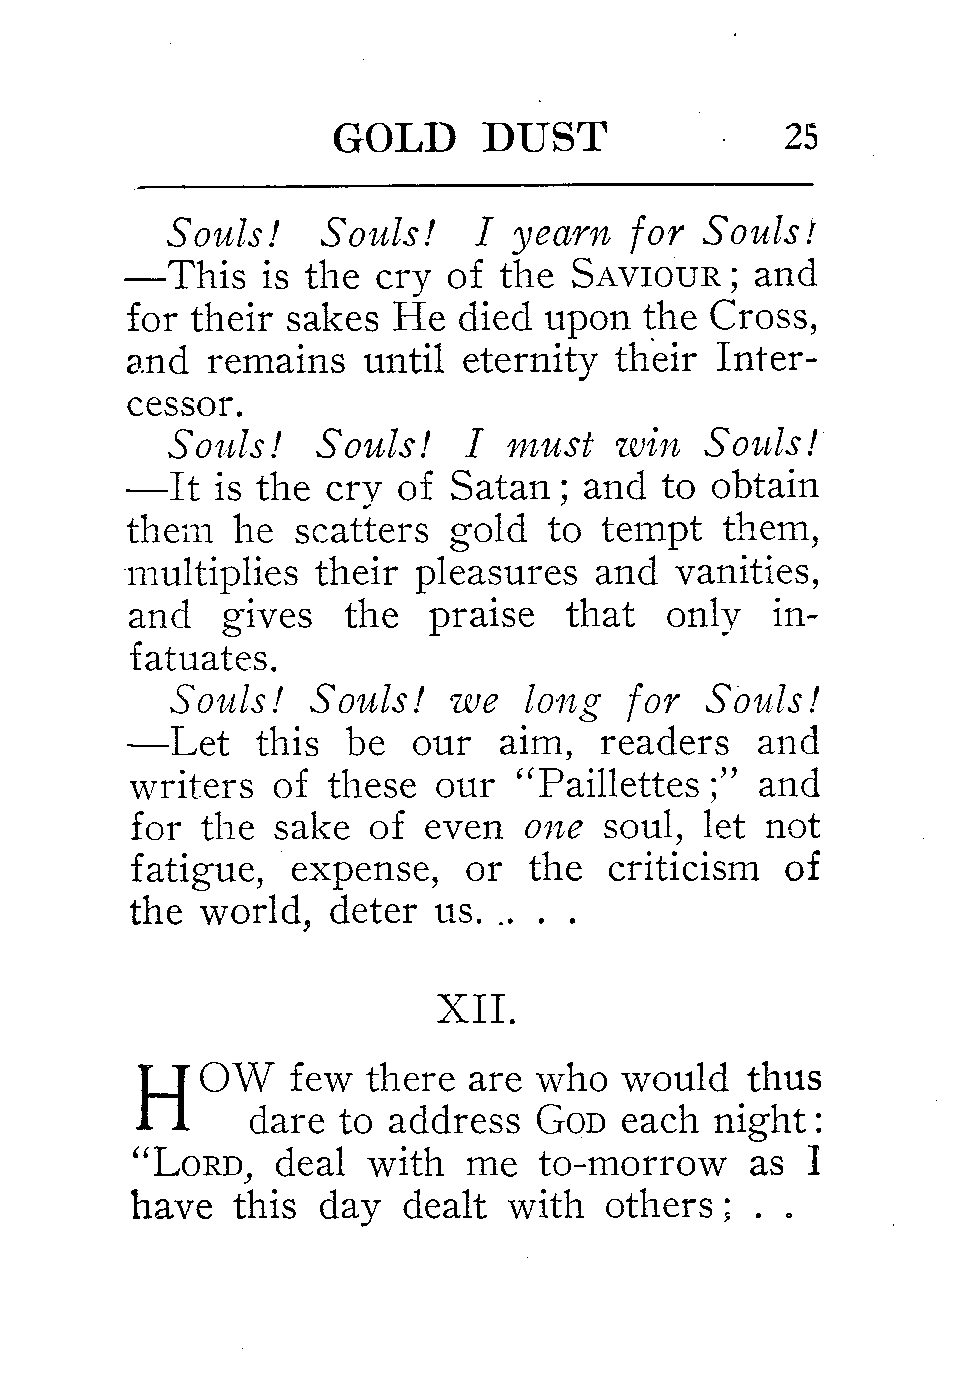 GOLD DUST 25
Souls! Souls! I yearn for Souls!
—This is the cry of the SAVIOUR; and
for their sakes He died upon the Cross,
and remains until eternity their Inter-
cessor.
Souls! Souls! I must win Souls!
—It is the cry of Satan; and to obtain
them he scatters gold to tempt them,
multiplies their pleasures and vanities,
and gives the praise that only in-
fatuates.
Souls! Souls! we long for Souls!
—Let this be our aim, readers and
writers of these our “Paillettes;” and
for the sake of even one soul, let not
fatigue, expense, or the criticism of
the world, deter us. . . . .
XII.
HOW few there are who would thus
dare to address GOD each night:
“LORD, deal with me to-morrow as I
have this day dealt with others; . .